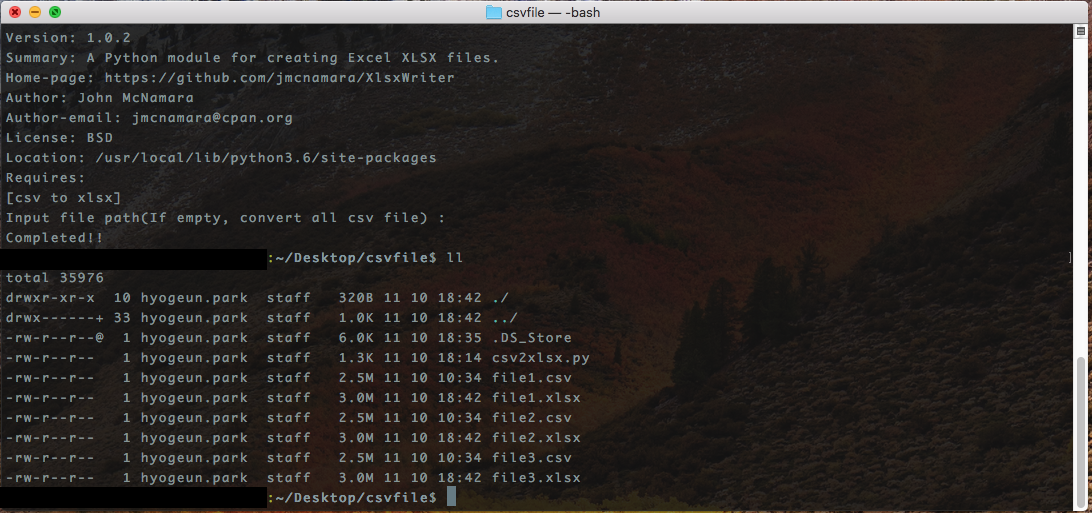 csvfile — -bash
Version: 1.0.2
Summary: A Python module for creating Excel XLSX files.
Home-page: https://github.com/jmcnamara/XlsxWriter
Author: John McNamara
Author-email: jmcnamara@cpan.org
License: BSD
Location: /usr/local/lib/python3.6/site-packages
Requires:
[csv to xlsx]
Input file path(If empty, convert all csv file) :
Completed!!
:~/Desktop/csvfile$ ll
total 35976
drwxr-xr-x  10 hyogeun.park  staff   320B 11 10 18:42 ./
drwx------+ 33 hyogeun.park  staff   1.0K 11 10 18:42 ../
-rw-r--r--@  1 hyogeun.park  staff   6.0K 11 10 18:35 .DS_Store
-rw-r--r--   1 hyogeun.park  staff   1.3K 11 10 18:14 csv2xlsx.py
-rw-r--r--   1 hyogeun.park  staff   2.5M 11 10 10:34 file1.csv
-rw-r--r--   1 hyogeun.park  staff   3.0M 11 10 18:42 file1.xlsx
-rw-r--r--   1 hyogeun.park  staff   2.5M 11 10 10:34 file2.csv
-rw-r--r--   1 hyogeun.park  staff   3.0M 11 10 18:42 file2.xlsx
-rw-r--r--   1 hyogeun.park  staff   2.5M 11 10 10:34 file3.csv
-rw-r--r--   1 hyogeun.park  staff   3.0M 11 10 18:42 file3.xlsx
:~/Desktop/csvfile$